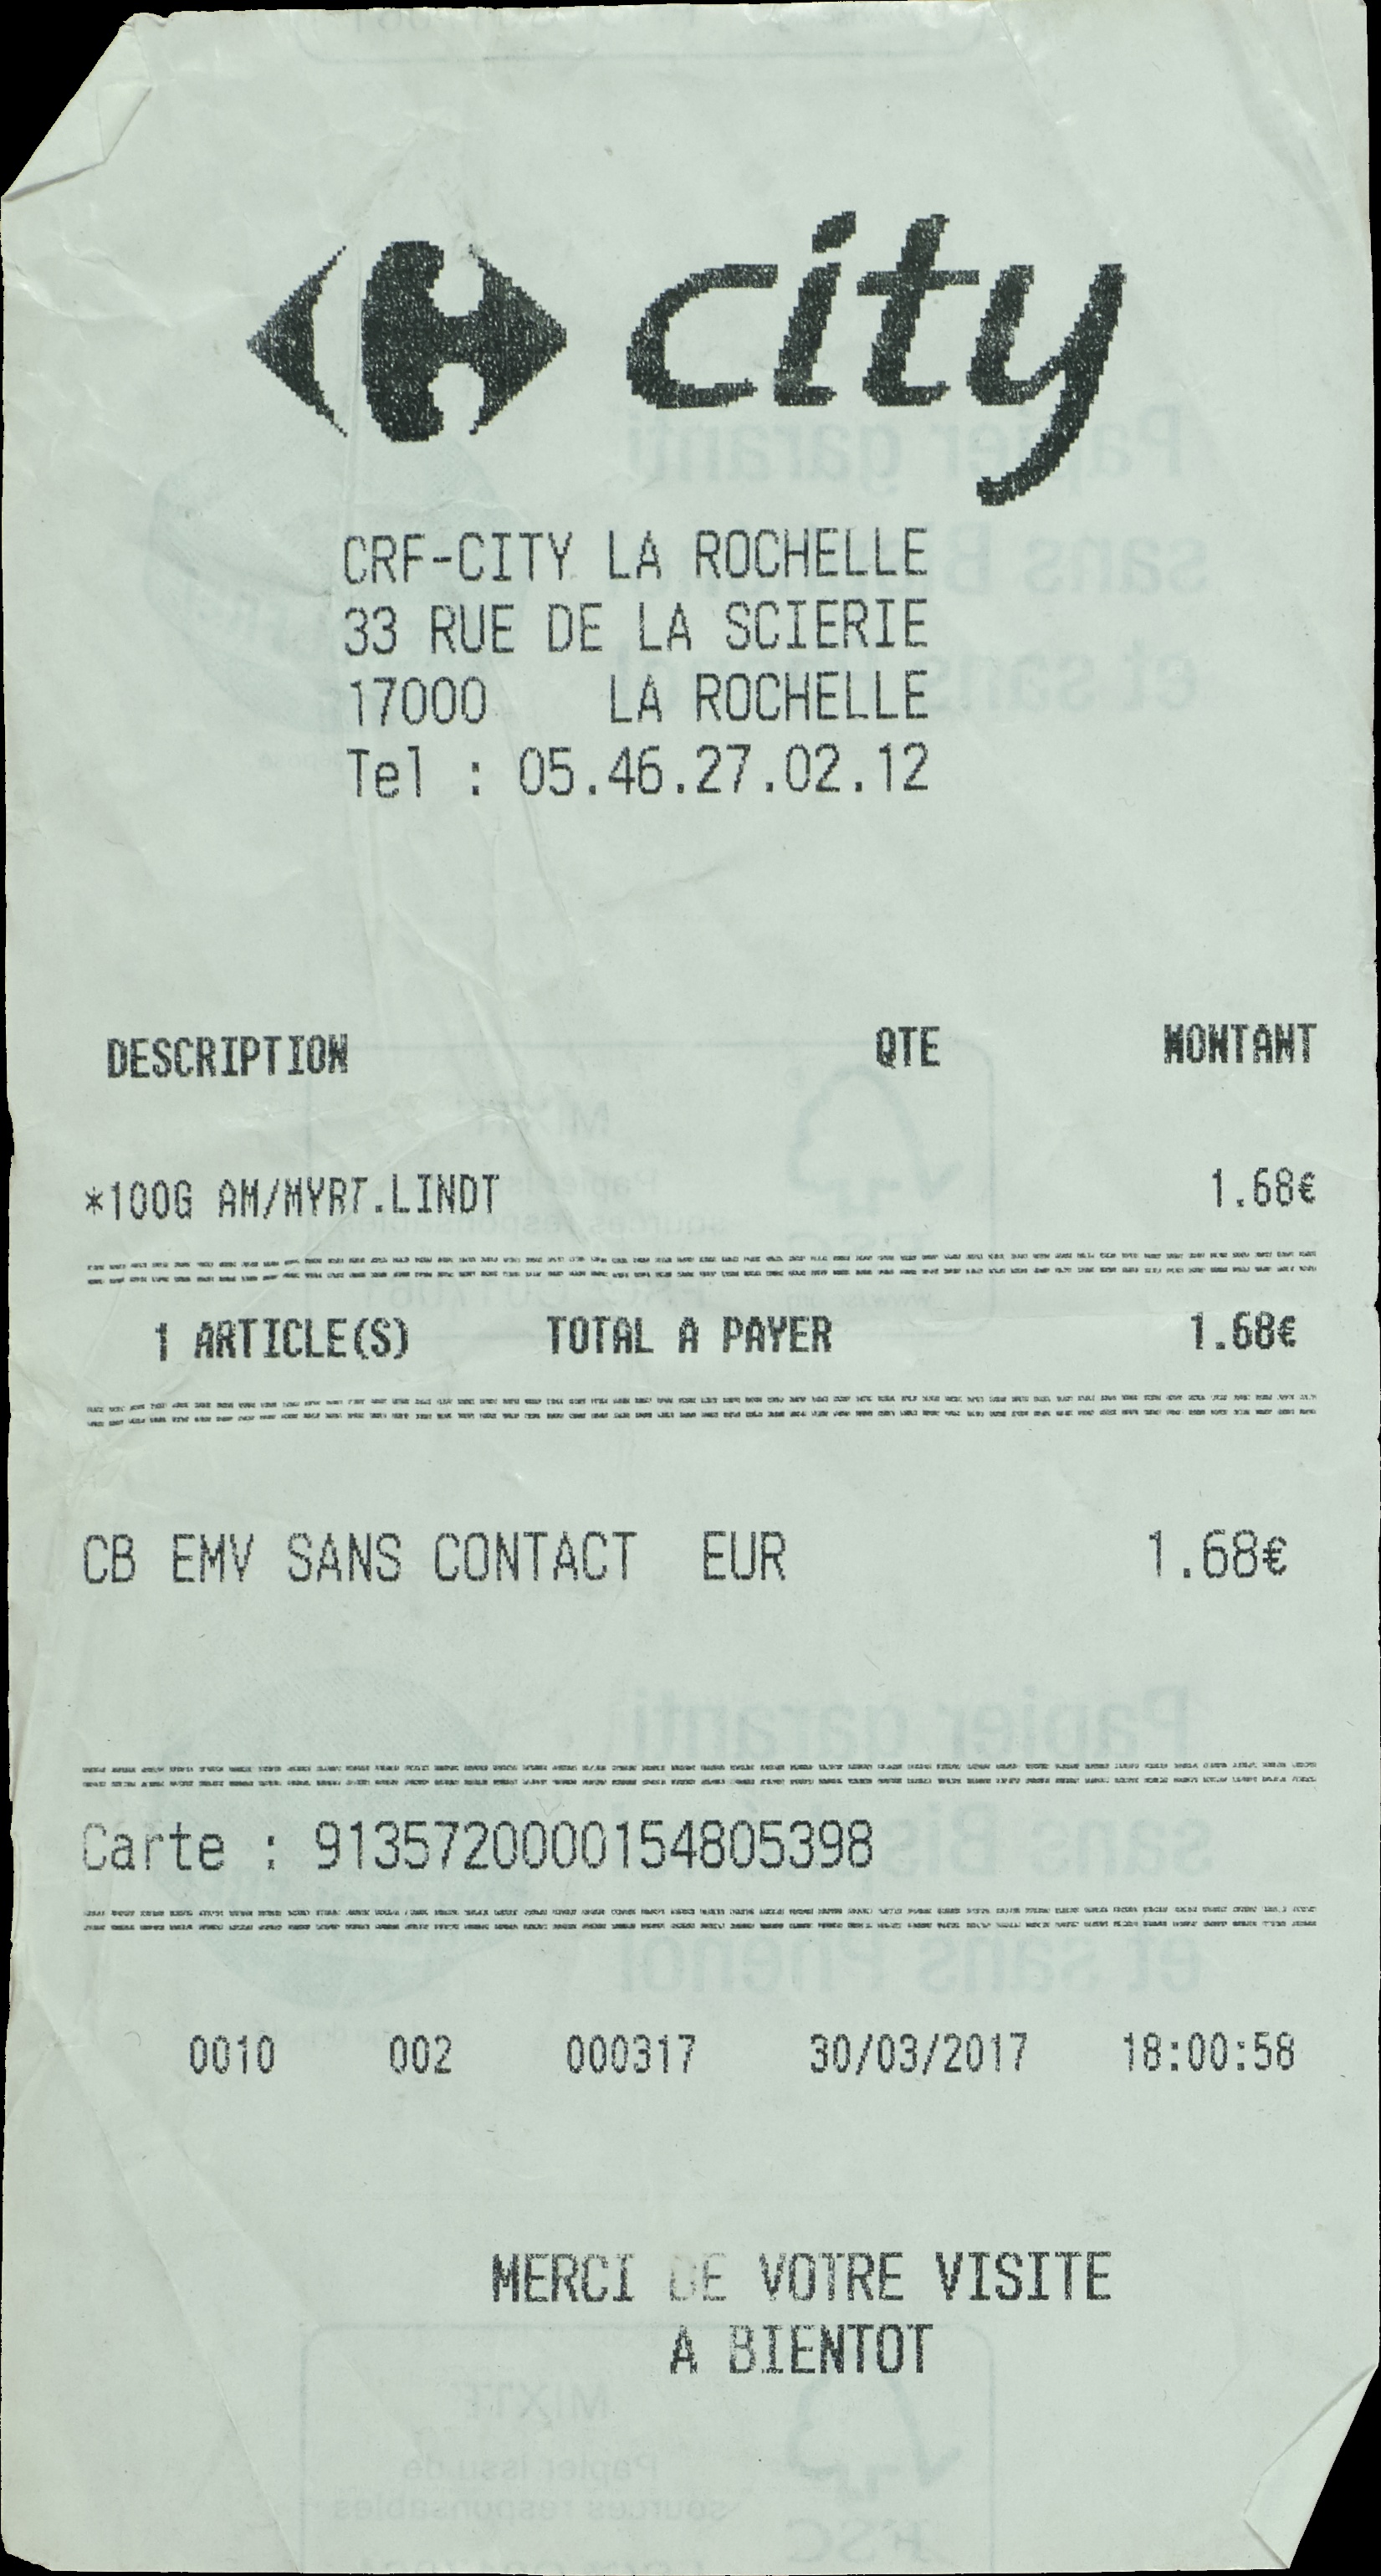 city
CRF-CITY LA ROCHELLE
33 RUE DE LA SCIERIE
17000 LA ROCHELLE
Tel : 05.46.27.02.12
DESCRIPTION QTE MONTANT
*100G AM/MYRT.LINDT 1.68€
1 ARTICLE(S) TOTAL A PAYER 1.68€
CB EMV SANS CONTACT EUR 1.68€
Carte : 9135720000154805398
0010 002 000317 30/03/2017 18:00:58
MERCI DE VOTRE VISITE
A BIENTOT